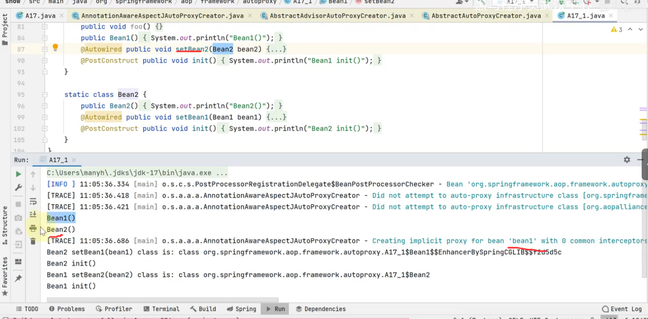 show
main
java
org
springframework
aop
framework
autoproxy
A17_1
Bean1
setBean2
AnnotationAwareAspectJAutoProxyCreator
A17_1
A17.java
AnnotationAwareAspectJAutoProxyCreator.java
AbstractAdvisorAutoProxyCreator.java
AbstractAutoProxyCreator.java
A17_1.java
public void foo() {}
3
86 public Bean1() { System.out.println("Bean1()"); }
87 @Autowired public void setBean2(Bean2 bean2) {...}
90 @PostConstruct public void init() { System.out.println("Bean1 init()"); }
93 }
94
95 static class Bean2 {
96 public Bean2() { System.out.println("Bean2()"); }
99 @Autowired public void setBean1(Bean1 bean1) {...}
102 @PostConstruct public void init() { System.out.println("Bean2 init()"); }
105 }
Project
Run: A17_1
C:\Users\manyh\.jdks\jdk-17\bin\java.exe ...
[INFO ] 11:05:36.334 [main] o.s.c.s.PostProcessorRegistrationDelegate$BeanPostProcessorChecker - Bean 'org.springframework.aop.framework.autoproxy
[TRACE] 11:05:36.418 [main] o.s.a.a.a.AnnotationAwareAspectJAutoProxyCreator - Did not attempt to auto-proxy infrastructure class [org.springframe
[TRACE] 11:05:36.421 [main] o.s.a.a.a.AnnotationAwareAspectJAutoProxyCreator - Did not attempt to auto-proxy infrastructure class [org.aopallianc
Bean1()
Bean2()
[TRACE] 11:05:36.686 [main] o.s.a.a.a.AnnotationAwareAspectJAutoProxyCreator - Creating implicit proxy for bean 'bean1' with 0 common interceptors
Bean2 setBean1(bean1) class is: class org.springframework.aop.framework.autoproxy.A17_1$Bean1$$EnhancerBySpringCGLIB$$f2d5d5c
Bean2 init()
Bean1 setBean2(bean2) class is: class org.springframework.aop.framework.autoproxy.A17_1$Bean2
Bean1 init()
Structure
Favorites
TODO
Problems
Profiler
Terminal
Build
Spring
Run
Dependencies
Event Log